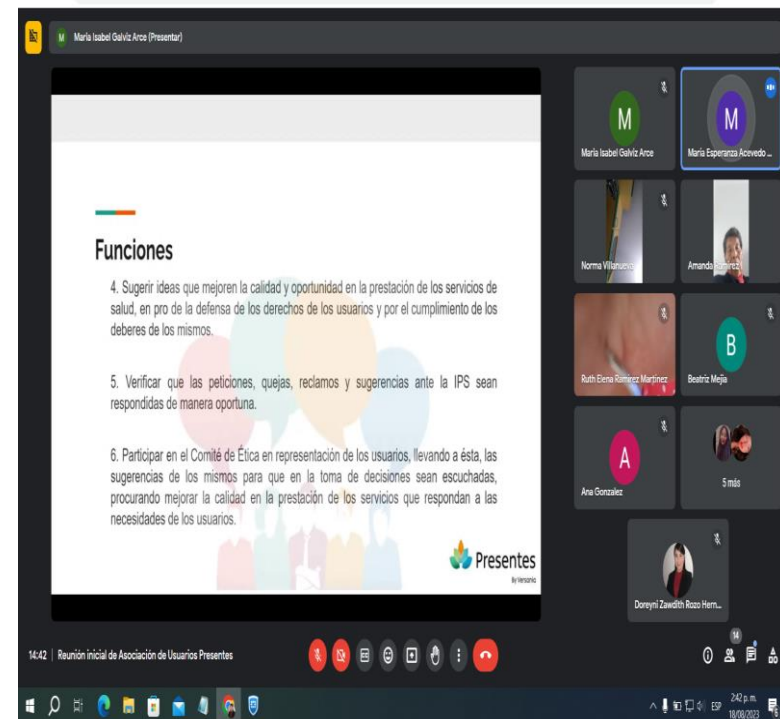 M Maria Isabel Galviz Arce (Presentar)
Funciones
4. Sugerir ideas que mejoren la calidad y oportunidad en la prestación de los servicios de
salud, en pro de la defensa de los derechos de los usuarios y por el cumplimiento de los
deberes de los mismos.
5. Verificar que las peticiones, quejas, reclamos y sugerencias ante la IPS sean
respondidas de manera oportuna.
6. Participar en el Comité de Ética en representación de los usuarios, llevando a ésta, las
sugerencias de los mismos para que en la toma de decisiones sean escuchadas,
procurando mejorar la calidad en la prestación de los servicios que respondan a las
necesidades de los usuarios.
Presentes
By Versania
M
Maria Isabel Galviz Arce
M
María Esperanza Acevedo ...
Norma Villanueva
Amanda Ramirez
Ruth Elena Ramirez Martinez
B
Beatriz Mejía
A
Ana Gonzalez
5 más
Doreyni Zawdith Rozo Hern...
14:42 | Reunión inicial de Asociación de Usuarios Presentes
14
ESP
2:42 p. m.
18/08/2023